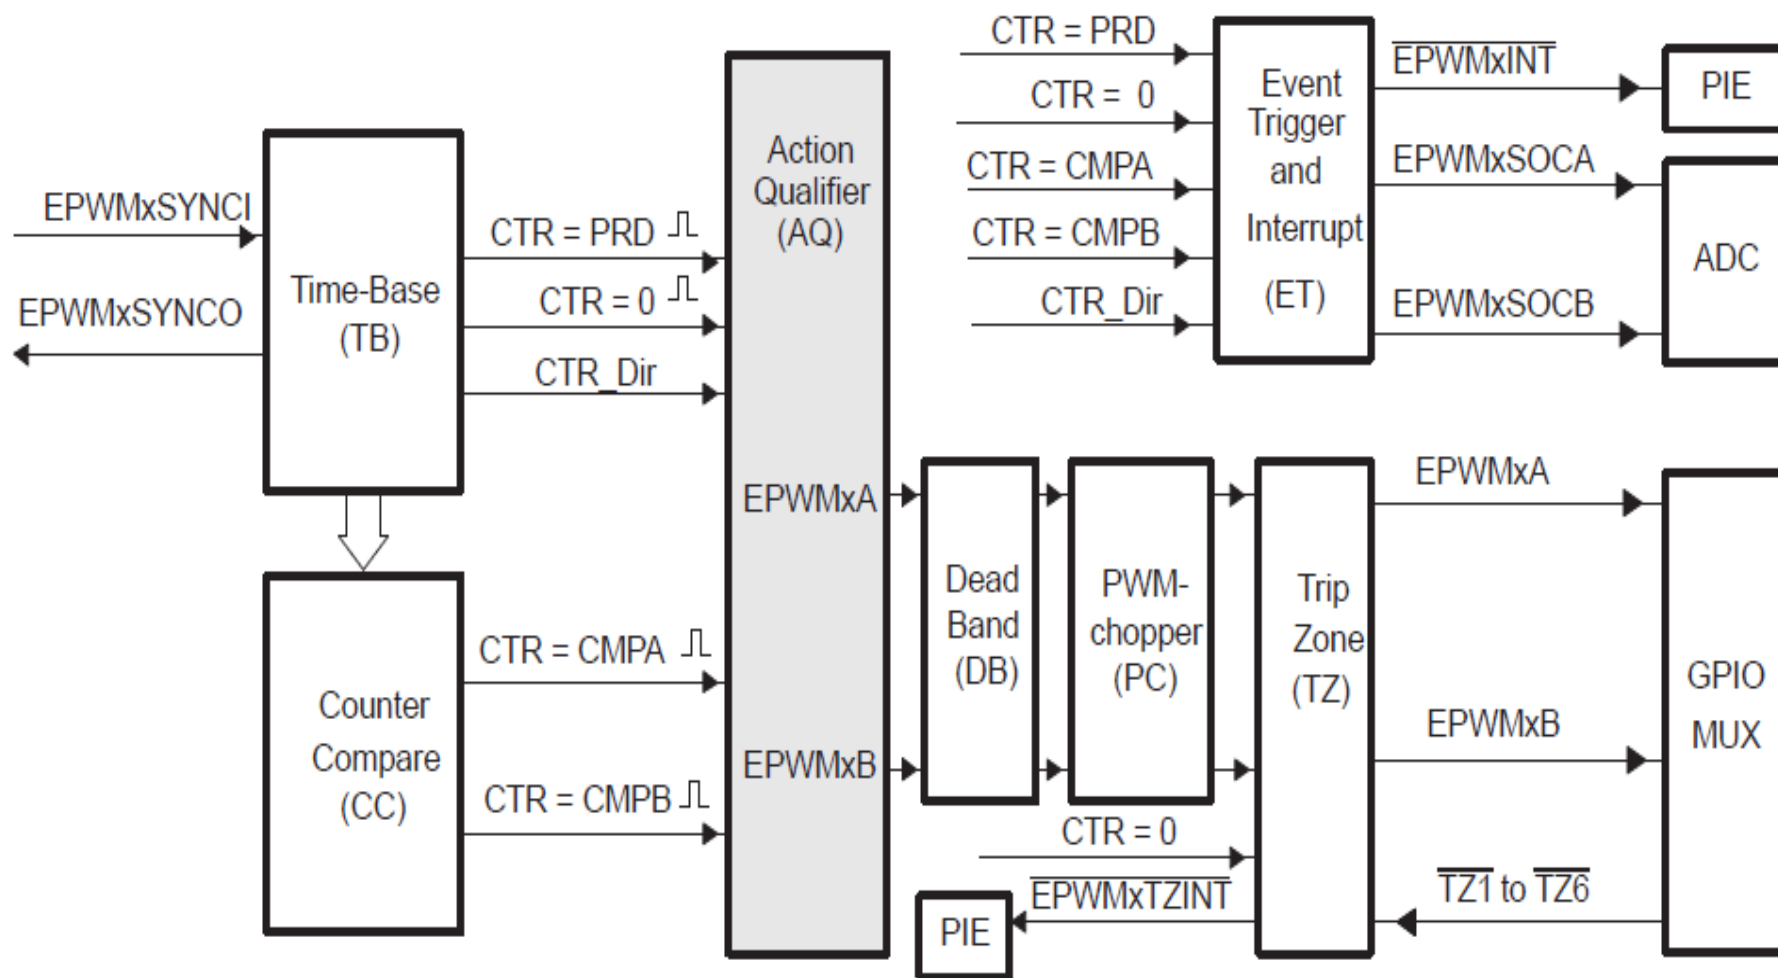 EPWMxSYNCI
EPWMxSYNCO
Time-Base
(TB)
CTR = PRD
CTR = 0
CTR_Dir
Counter
Compare
(CC)
CTR = CMPA
CTR = CMPB
Action
Qualifier
(AQ)
EPWMxA
EPWMxB
CTR = PRD
CTR = 0
CTR = CMPA
CTR = CMPB
CTR_Dir
Event
Trigger
and
Interrupt
(ET)
EPWMxINT
EPWMxSOCA
EPWMxSOCB
PIE
ADC
Dead
Band
(DB)
PWM-
chopper
(PC)
Trip
Zone
(TZ)
CTR = 0
EPWMxTZINT
PIE
EPWMxA
EPWMxB
TZ1 to TZ6
GPIO
MUX